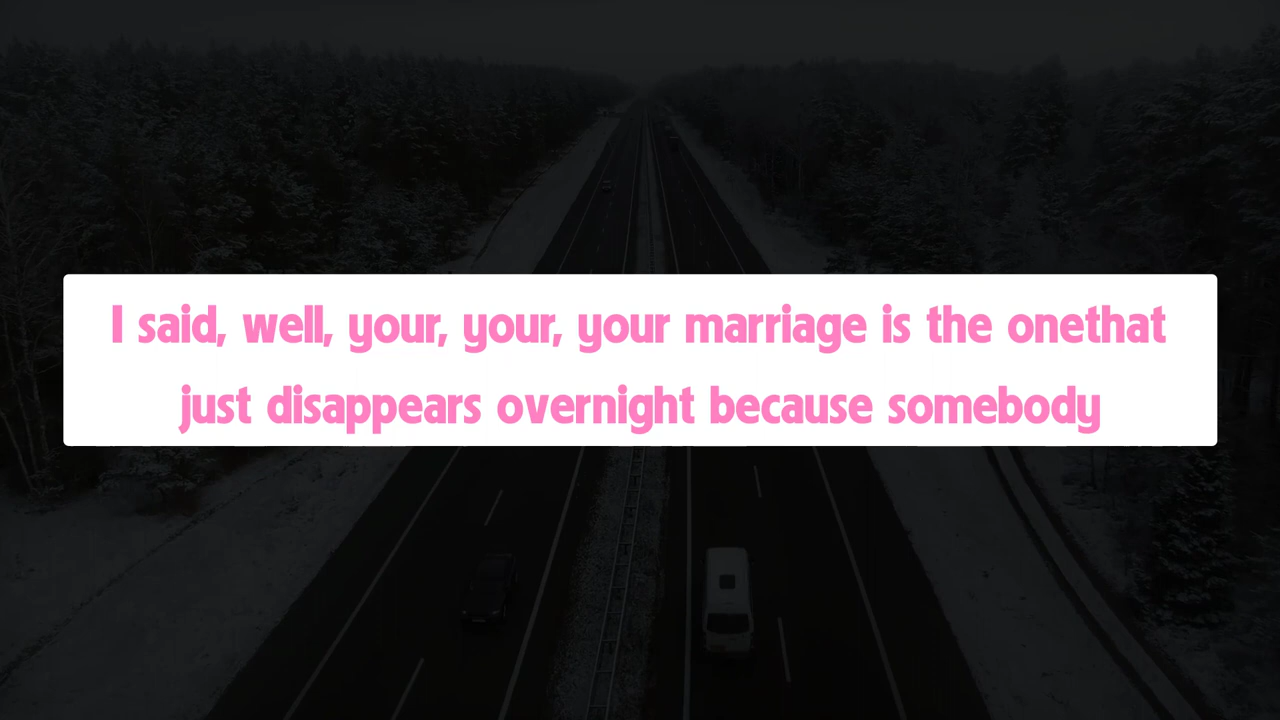 I said, well, your, your, your marriage is the onethat
just disappears overnight because somebody